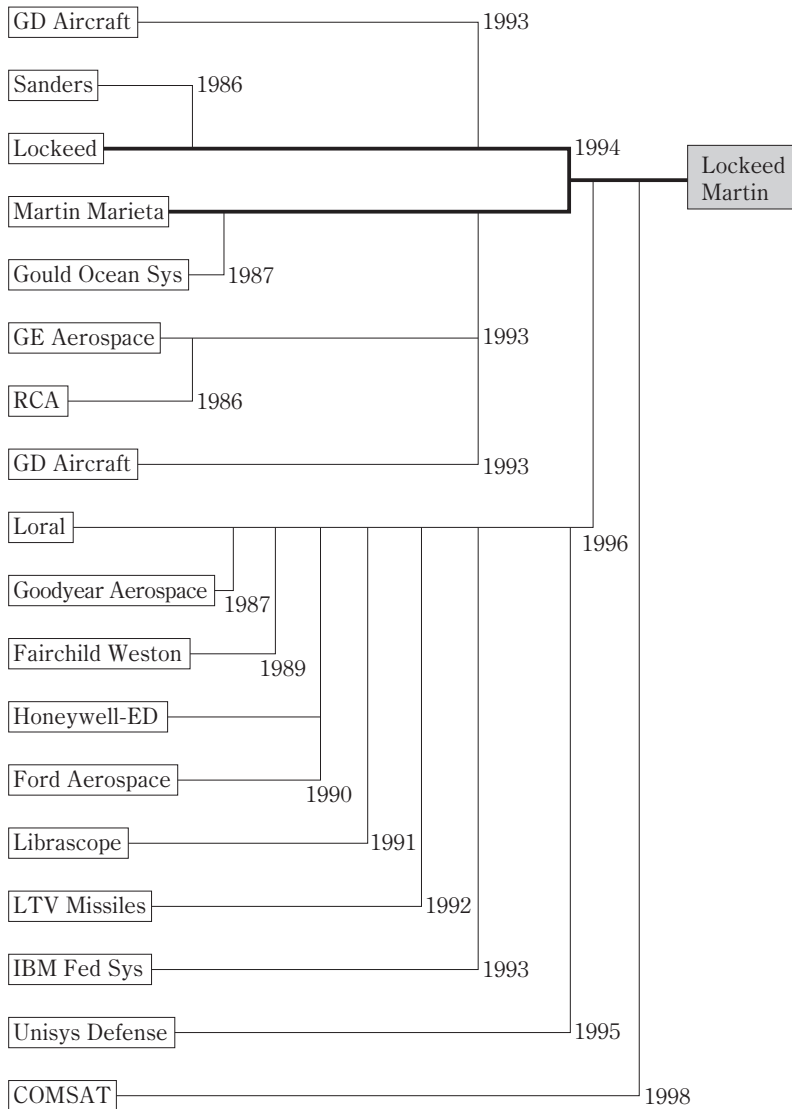 GD Aircraft
1993
Sanders
1986
Lockeed
1994
Lockeed
Martin
Martin Marieta
Gould Ocean Sys
1987
GE Aerospace
1993
RCA
1986
GD Aircraft
1993
Loral
1996
Goodyear Aerospace
1987
Fairchild Weston
1989
Honeywell-ED
Ford Aerospace
1990
Librascope
1991
LTV Missiles
1992
IBM Fed Sys
1993
Unisys Defense
1995
COMSAT
1998